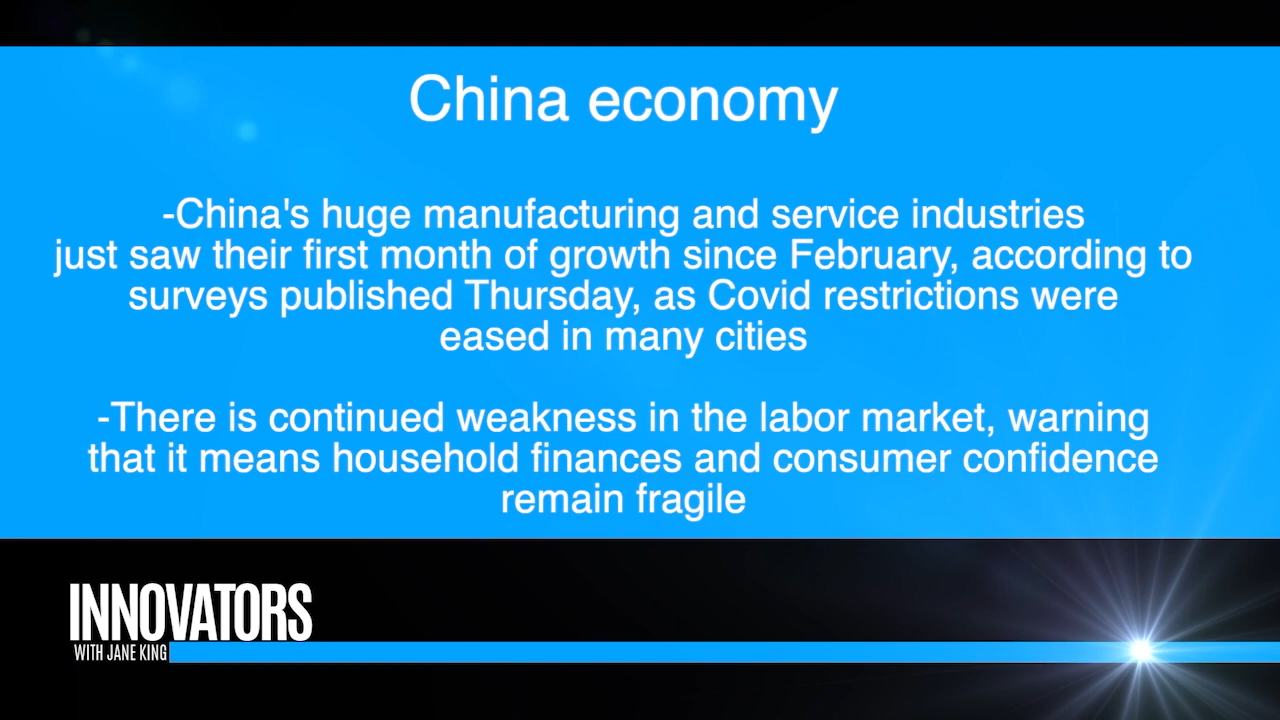 China economy
-China's huge manufacturing and service industries
just saw their first month of growth since February, according to
surveys published Thursday, as Covid restrictions were
eased in many cities
-There is continued weakness in the labor market, warning
that it means household finances and consumer confidence
remain fragile
INNOVATORS
WITH JANE KING